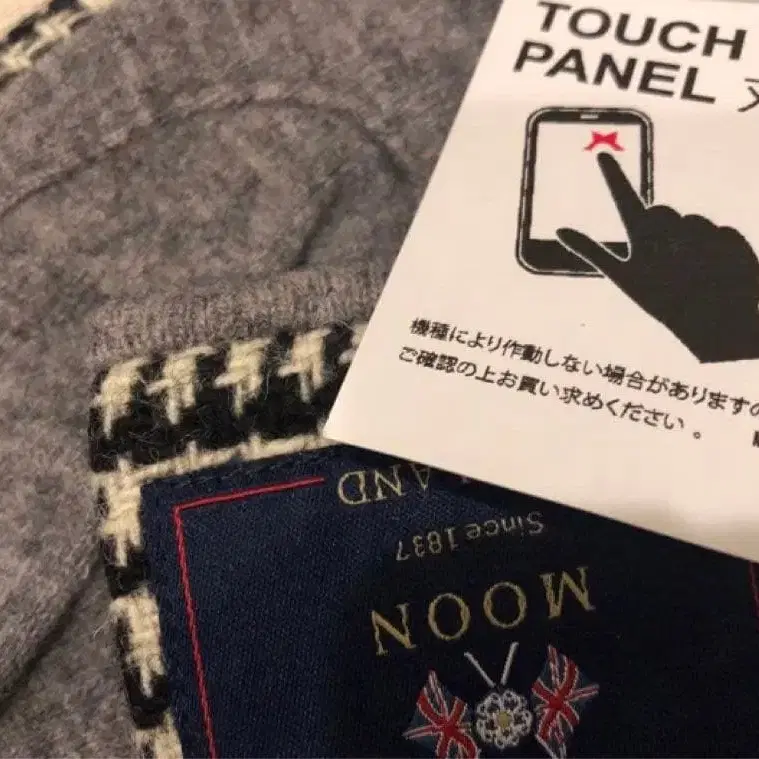 TOUCH
PANEL
機種により作動しない場合がありますの
ご確認の上お買い求めください 。
MOON
Since 1837
LAND